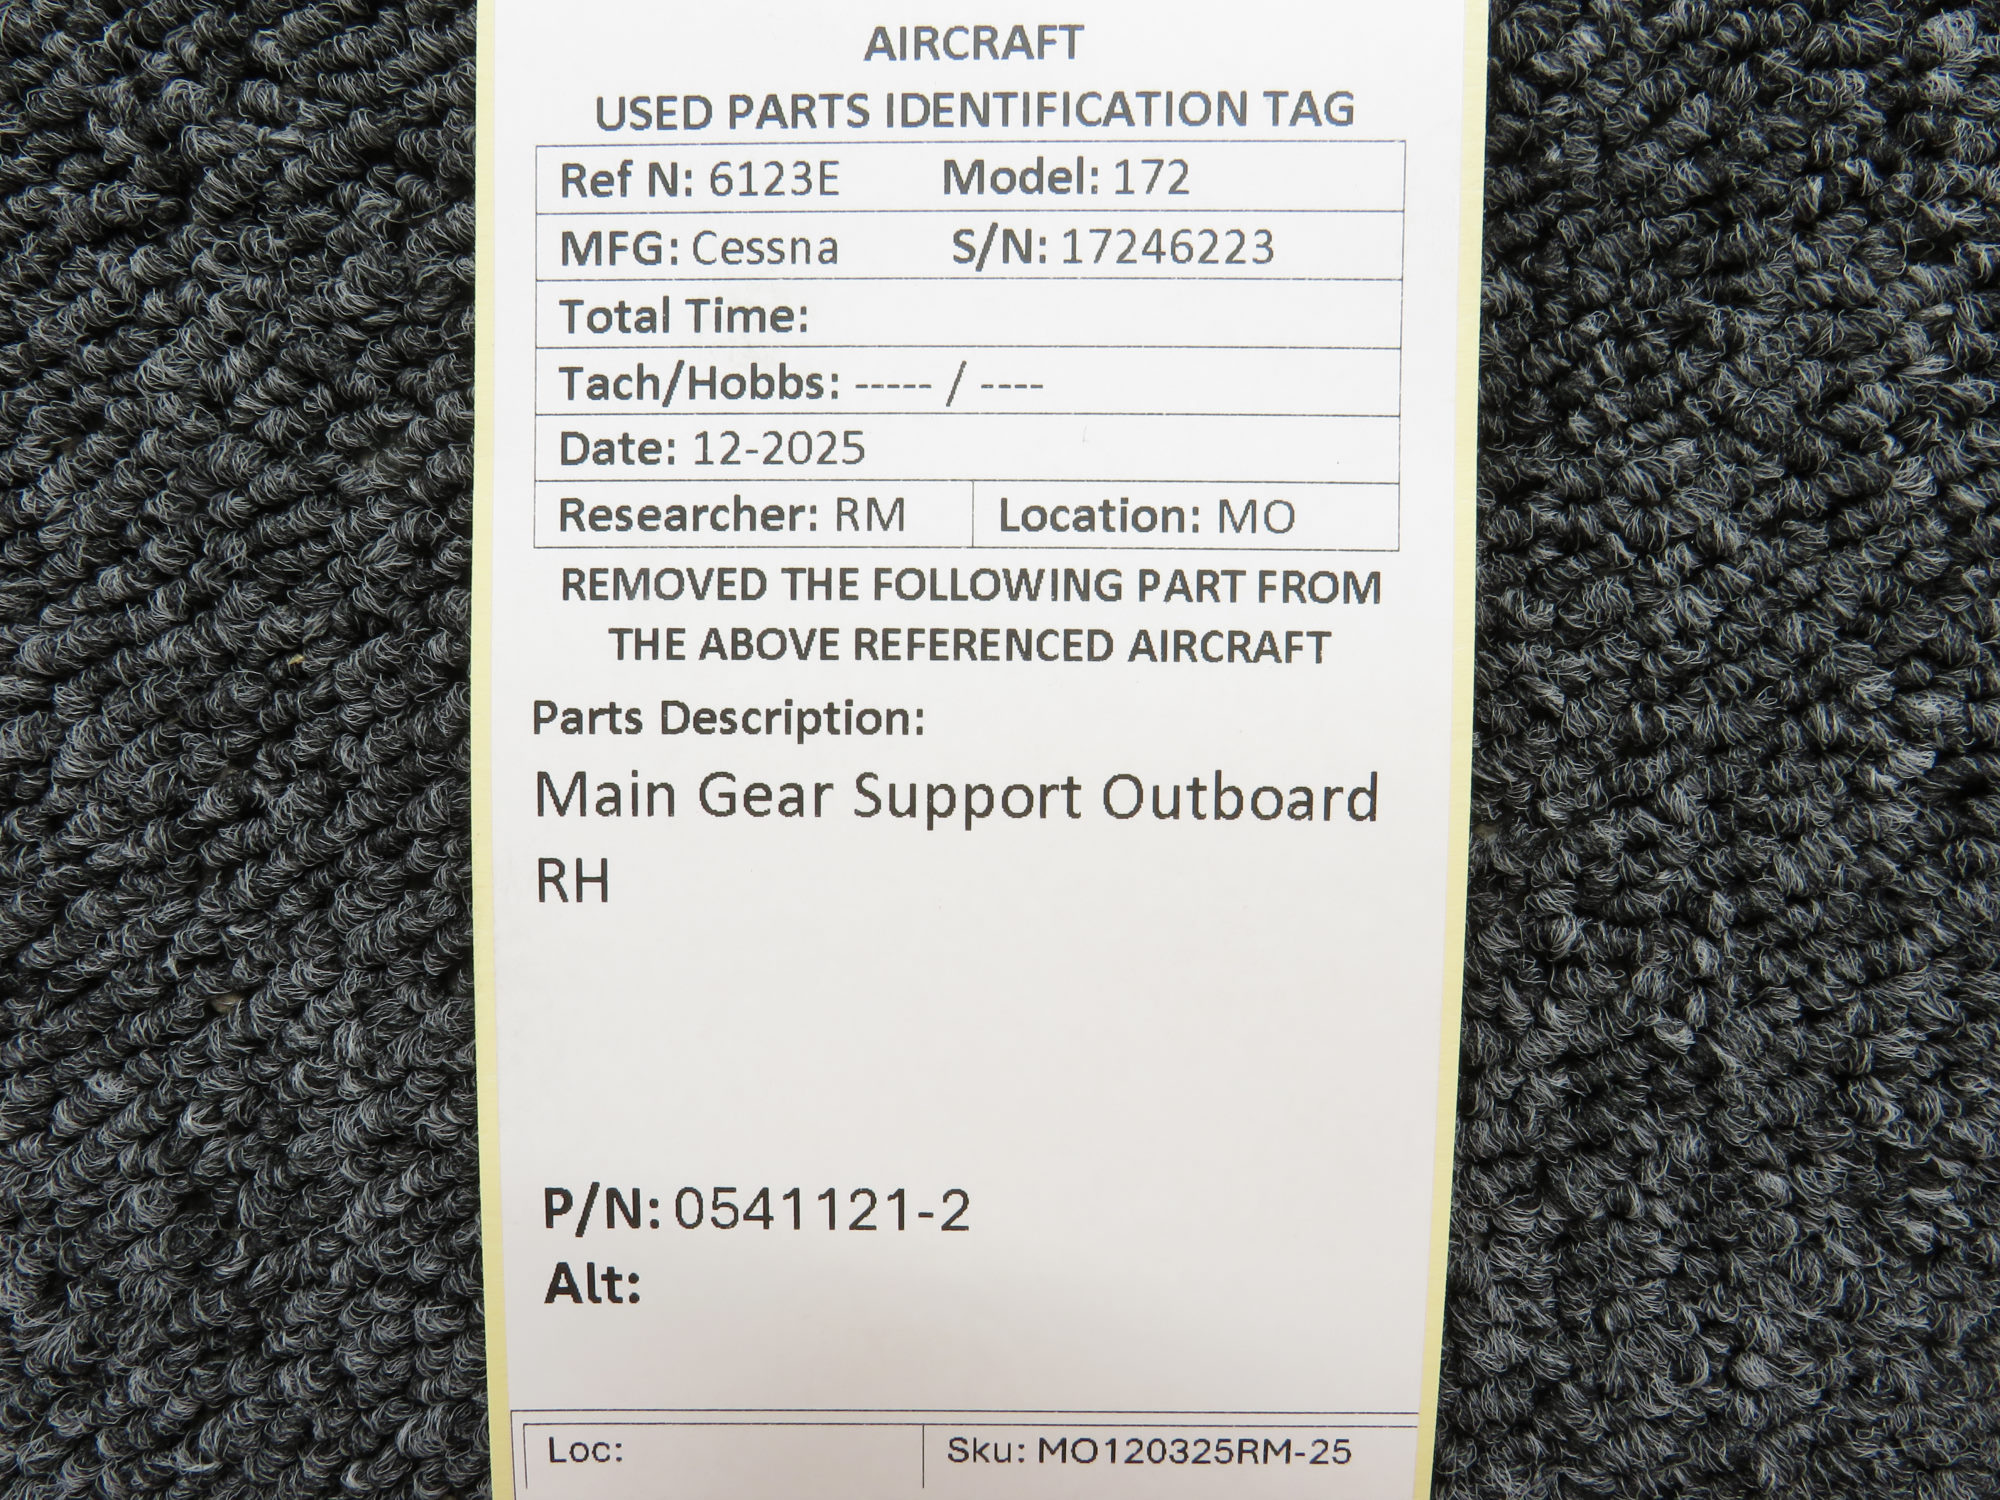 AIRCRAFT
USED PARTS IDENTIFICATION TAG
Ref N: 6123E Model: 172
MFG: Cessna S/N: 17246223
Total Time:
Tach/Hobbs: ----- / ----
Date: 12-2025
Researcher: RM Location: MO
REMOVED THE FOLLOWING PART FROM
THE ABOVE REFERENCED AIRCRAFT
Parts Description:
Main Gear Support Outboard
RH
P/N: 0541121-2
Alt:
Loc: Sku: MO120325RM-25